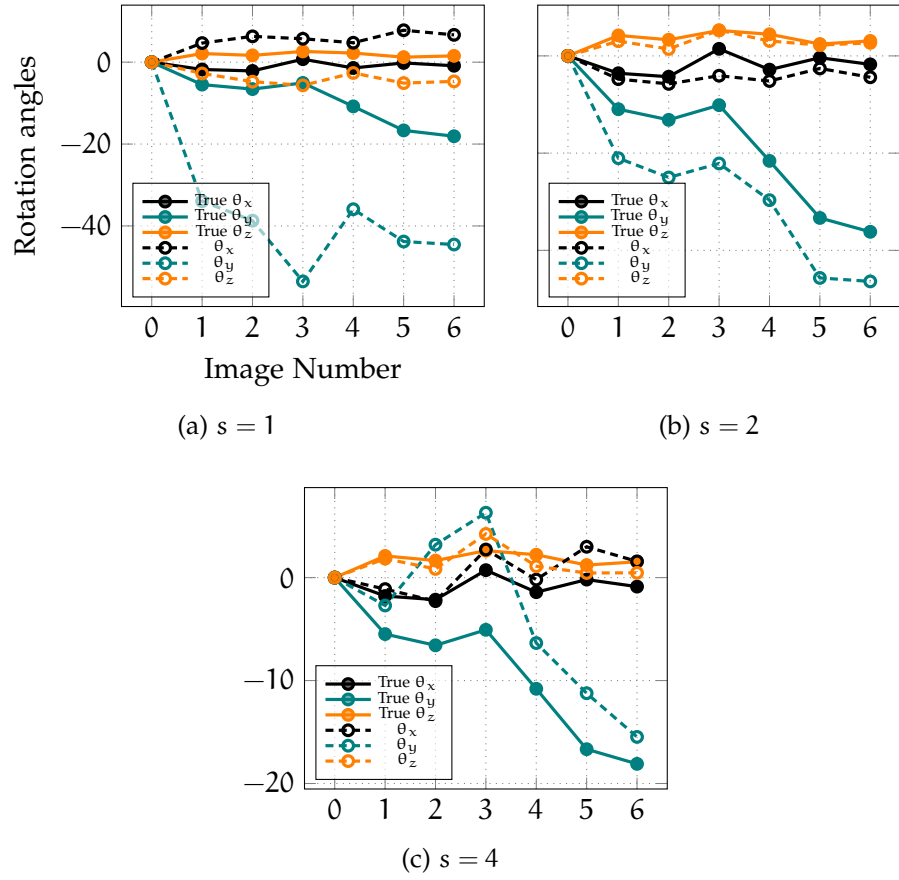 Rotation angles
0
−20
−40
True θx
True θy
True θz
θx
θy
θz
0 1 2 3 4 5 6
Image Number
(a) s = 1
True θx
True θy
True θz
θx
θy
θz
0 1 2 3 4 5 6
(b) s = 2
0
−10
−20
True θx
True θy
True θz
θx
θy
θz
0 1 2 3 4 5 6
(c) s = 4